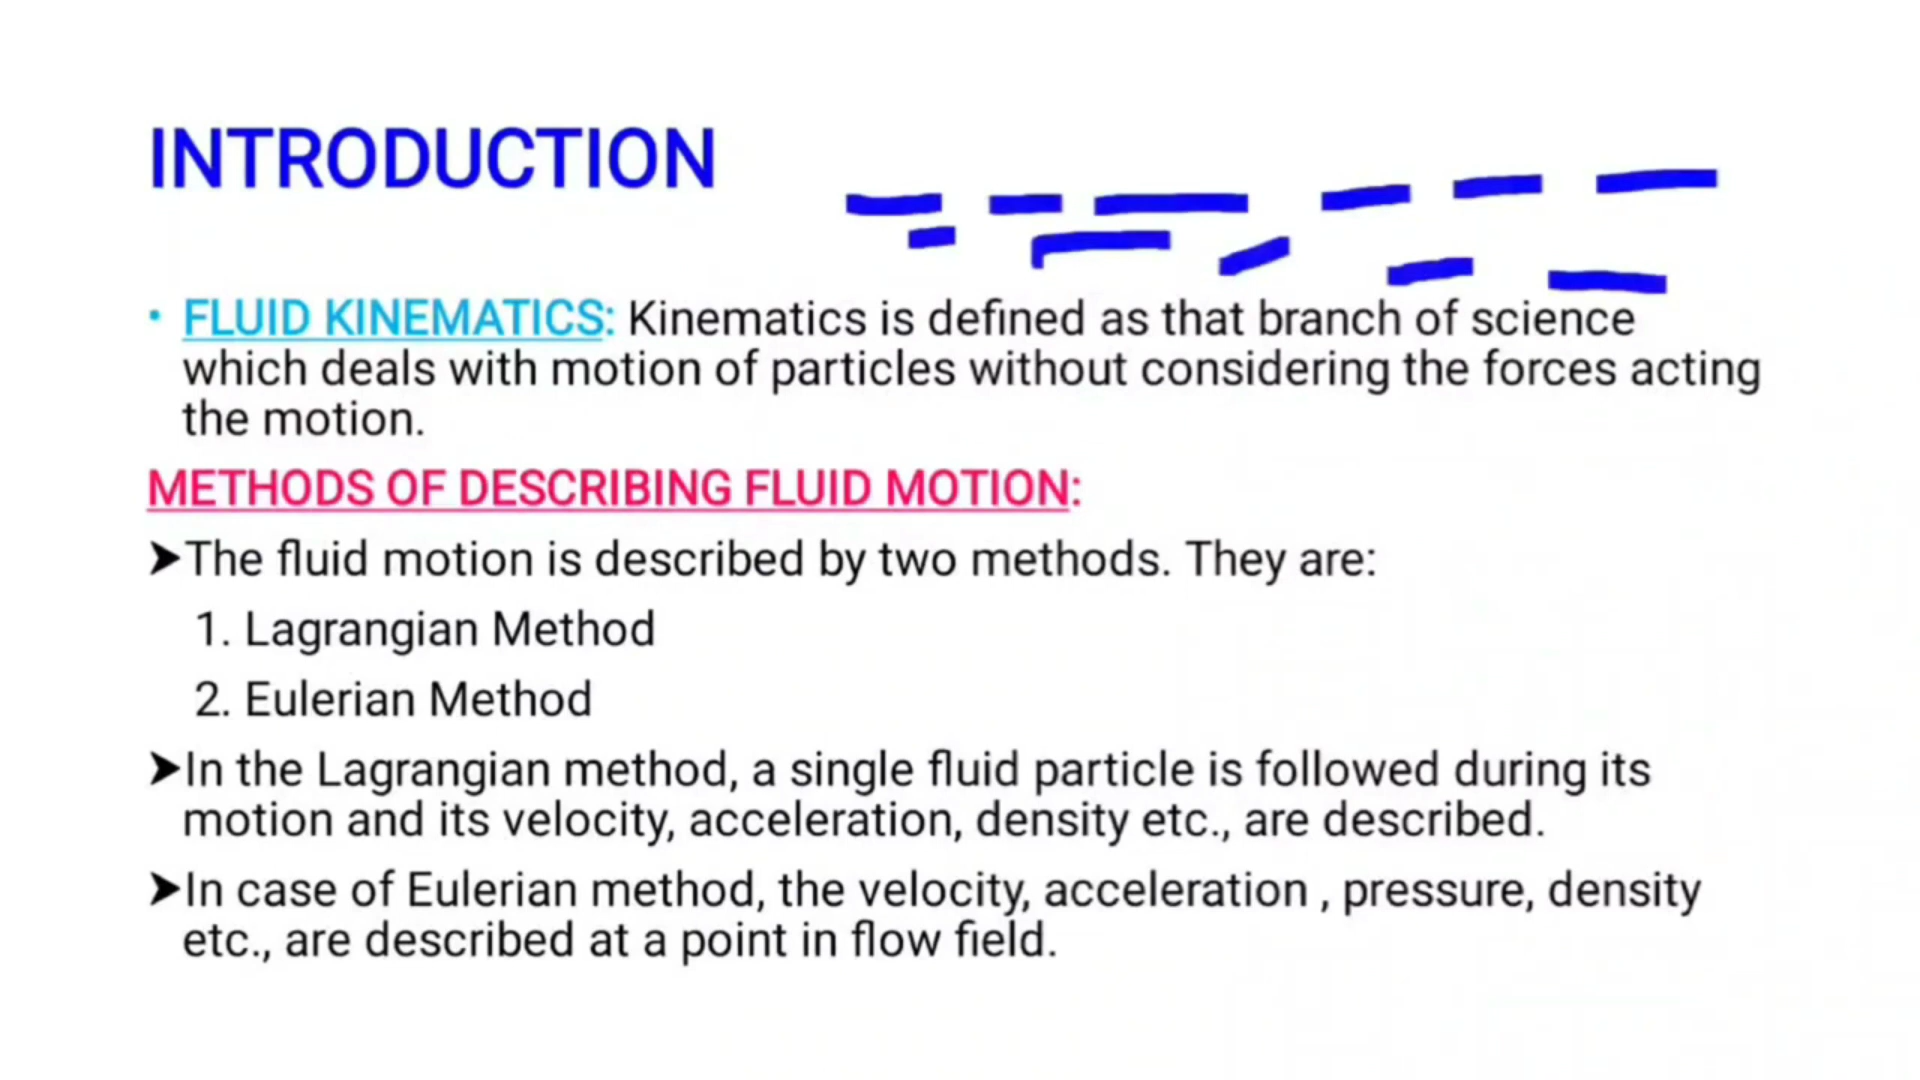 INTRODUCTION
• FLUID KINEMATICS: Kinematics is defined as that branch of science
which deals with motion of particles without considering the forces acting
the motion.
METHODS OF DESCRIBING FLUID MOTION:
➤The fluid motion is described by two methods. They are:
1. Lagrangian Method
2. Eulerian Method
➤In the Lagrangian method, a single fluid particle is followed during its
motion and its velocity, acceleration, density etc., are described.
➤In case of Eulerian method, the velocity, acceleration , pressure, density
etc., are described at a point in flow field.